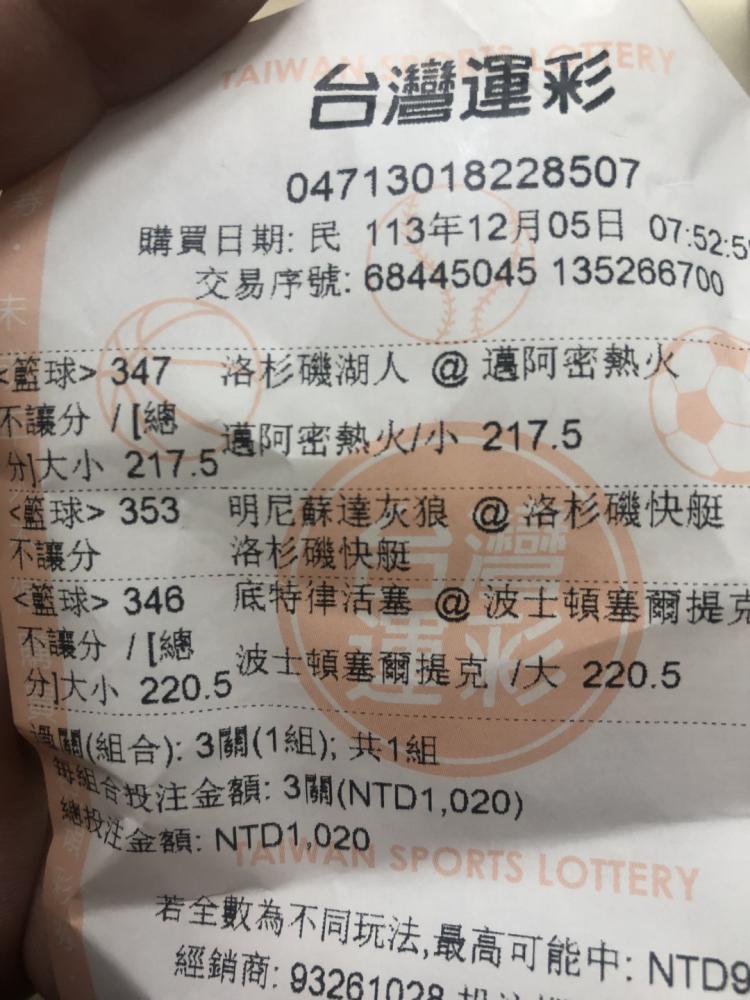 TAIWAN SPORTS LOTTERY
台灣運彩
04713018228507
購買日期: 民 113年12月05日 07:52:59
交易序號: 68445045 135266700
<籃球> 347 洛杉磯湖人 @ 邁阿密熱火
不讓分 / [總分]大小 217.5 邁阿密熱火/小 217.5
<籃球> 353 明尼蘇達灰狼 @ 洛杉磯快艇
不讓分 洛杉磯快艇
<籃球> 346 底特律活塞 @ 波士頓塞爾提克
不讓分 / [總分]大小 220.5 波士頓塞爾提克 /大 220.5
台灣運彩
過關(組合): 3關(1組); 共1組
每組合投注金額: 3關(NTD1,020)
總投注金額: NTD1,020
TAIWAN SPORTS LOTTERY
若全數為不同玩法,最高可能中: NTD9
經銷商: 93261028